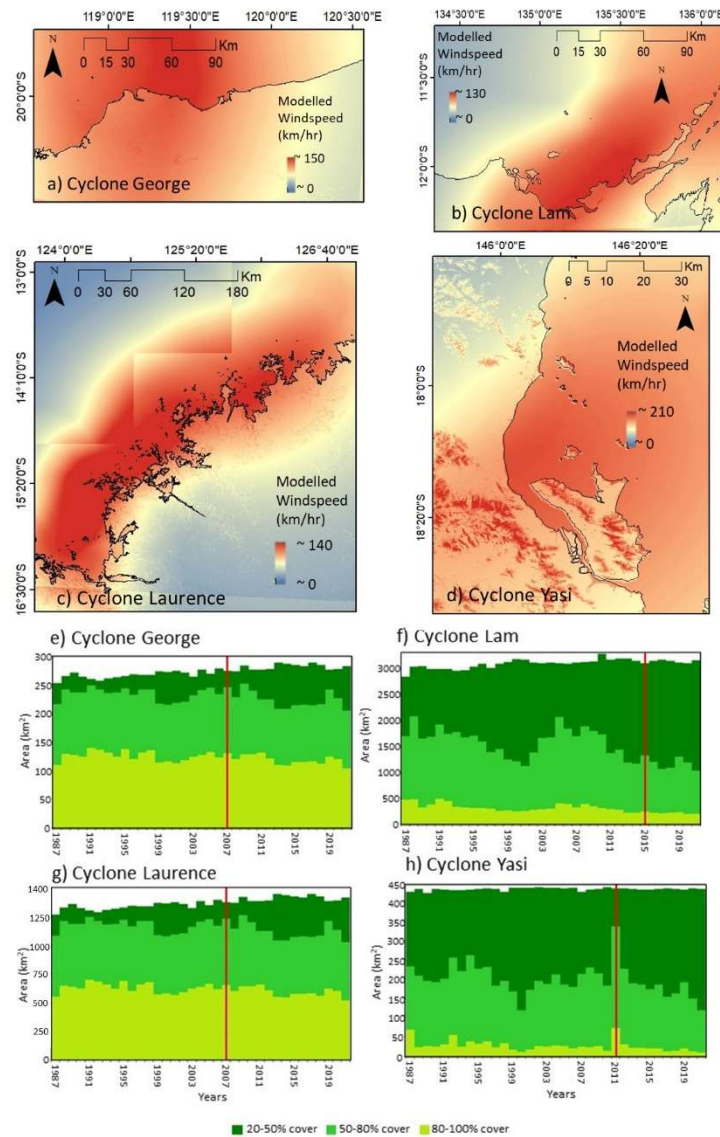 119°0'0"E 119°30'0"E 120°0'0"E 120°30'0"E
N
Km
0 15 30 60 90
20°0'0"S
Modelled
Windspeed
(km/hr)
~ 150
~ 0
a) Cyclone George
134°30'0"E 135°0'0"E 135°30'0"E 136°0'0"E
Modelled
Windspeed
(km/hr)
~ 130
~ 0
Km
0 15 30 60 90
N
11°30'0"S
12°0'0"S
b) Cyclone Lam
124°0'0"E 125°20'0"E 126°40'0"E
N
Km
0 30 60 120 180
13°0'0"S
14°10'0"S
15°20'0"S
16°30'0"S
Modelled
Windspeed
(km/hr)
~ 140
~ 0
c) Cyclone Laurence
146°0'0"E 146°20'0"E
Km
0 5 10 20 30
N
18°0'0"S
18°20'0"S
Modelled
Windspeed
(km/hr)
~ 210
~ 0
d) Cyclone Yasi
e) Cyclone George
Area (km²)
300
250
200
150
100
50
0
1987 1991 1995 1999 2003 2007 2011 2015 2019
f) Cyclone Lam
Area (km²)
3000
2500
2000
1500
1000
500
0
1987 1991 1995 1999 2003 2007 2011 2015 2019
g) Cyclone Laurence
Area (km²)
1400
1250
1000
750
500
250
0
1987 1991 1995 1999 2003 2007 2011 2015 2019
Years
h) Cyclone Yasi
Area (km²)
450
400
350
300
250
200
150
100
50
0
1987 1991 1995 1999 2003 2007 2011 2015 2019
Years
20-50% cover 50-80% cover 80-100% cover